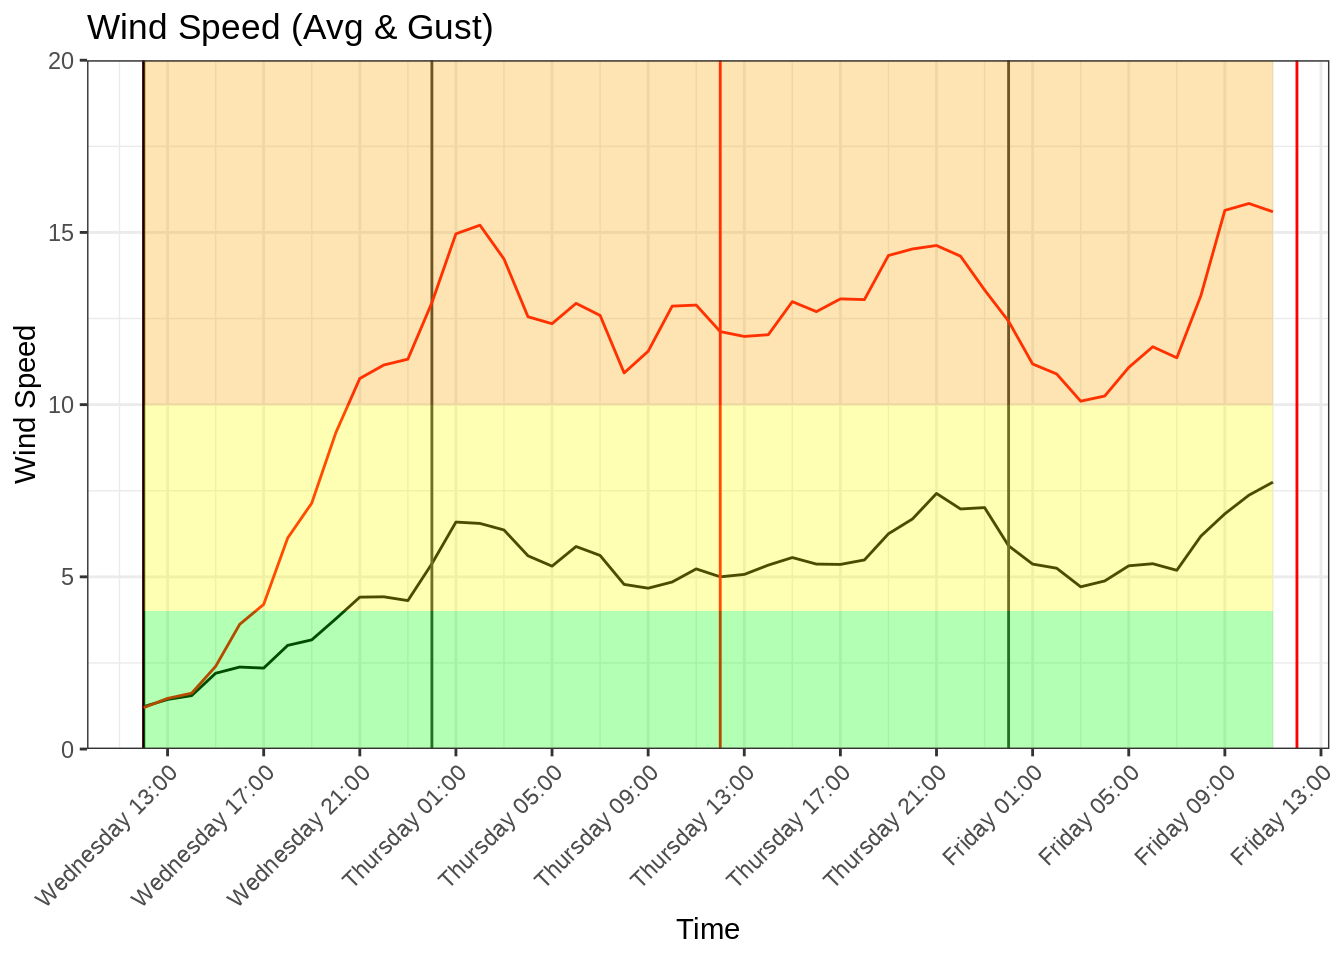 Wind Speed (Avg & Gust)
Wind Speed
20
15
10
5
0
Wednesday 13:00
Wednesday 17:00
Wednesday 21:00
Thursday 01:00
Thursday 05:00
Thursday 09:00
Thursday 13:00
Thursday 17:00
Thursday 21:00
Friday 01:00
Friday 05:00
Friday 09:00
Friday 13:00
Time